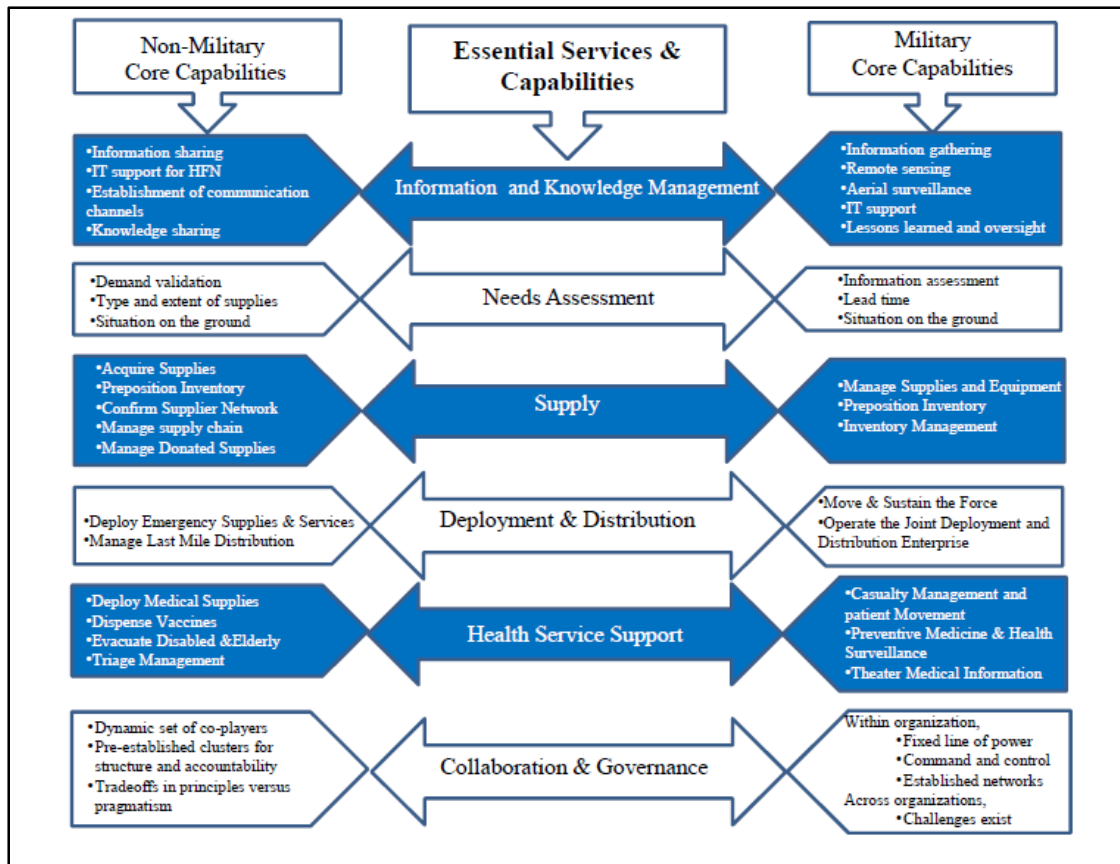 Non-Military
Core Capabilities
Essential Services &
Capabilities
Military
Core Capabilities
•Information sharing
•IT support for HFN
•Establishment of communication
channels
•Knowledge sharing
Information and Knowledge Management
•Information gathering
•Remote sensing
•Aerial surveillance
•IT support
•Lessons learned and oversight
•Demand validation
•Type and extent of supplies
•Situation on the ground
Needs Assessment
•Information assessment
•Lead time
•Situation on the ground
•Acquire Supplies
•Preposition Inventory
•Confirm Supplier Network
•Manage supply chain
•Manage Donated Supplies
Supply
•Manage Supplies and Equipment
•Preposition Inventory
•Inventory Management
•Deploy Emergency Supplies & Services
•Manage Last Mile Distribution
Deployment & Distribution
•Move & Sustain the Force
•Operate the Joint Deployment and
Distribution Enterprise
•Deploy Medical Supplies
•Dispense Vaccines
•Evacuate Disabled &Elderly
•Triage Management
Health Service Support
•Casualty Management and
patient Movement
•Preventive Medicine & Health
Surveillance
•Theater Medical Information
•Dynamic set of co-players
•Pre-established clusters for
structure and accountability
•Tradeoffs in principles versus
pragmatism
Collaboration & Governance
Within organization,
•Fixed line of power
•Command and control
•Established networks
Across organizations,
•Challenges exist